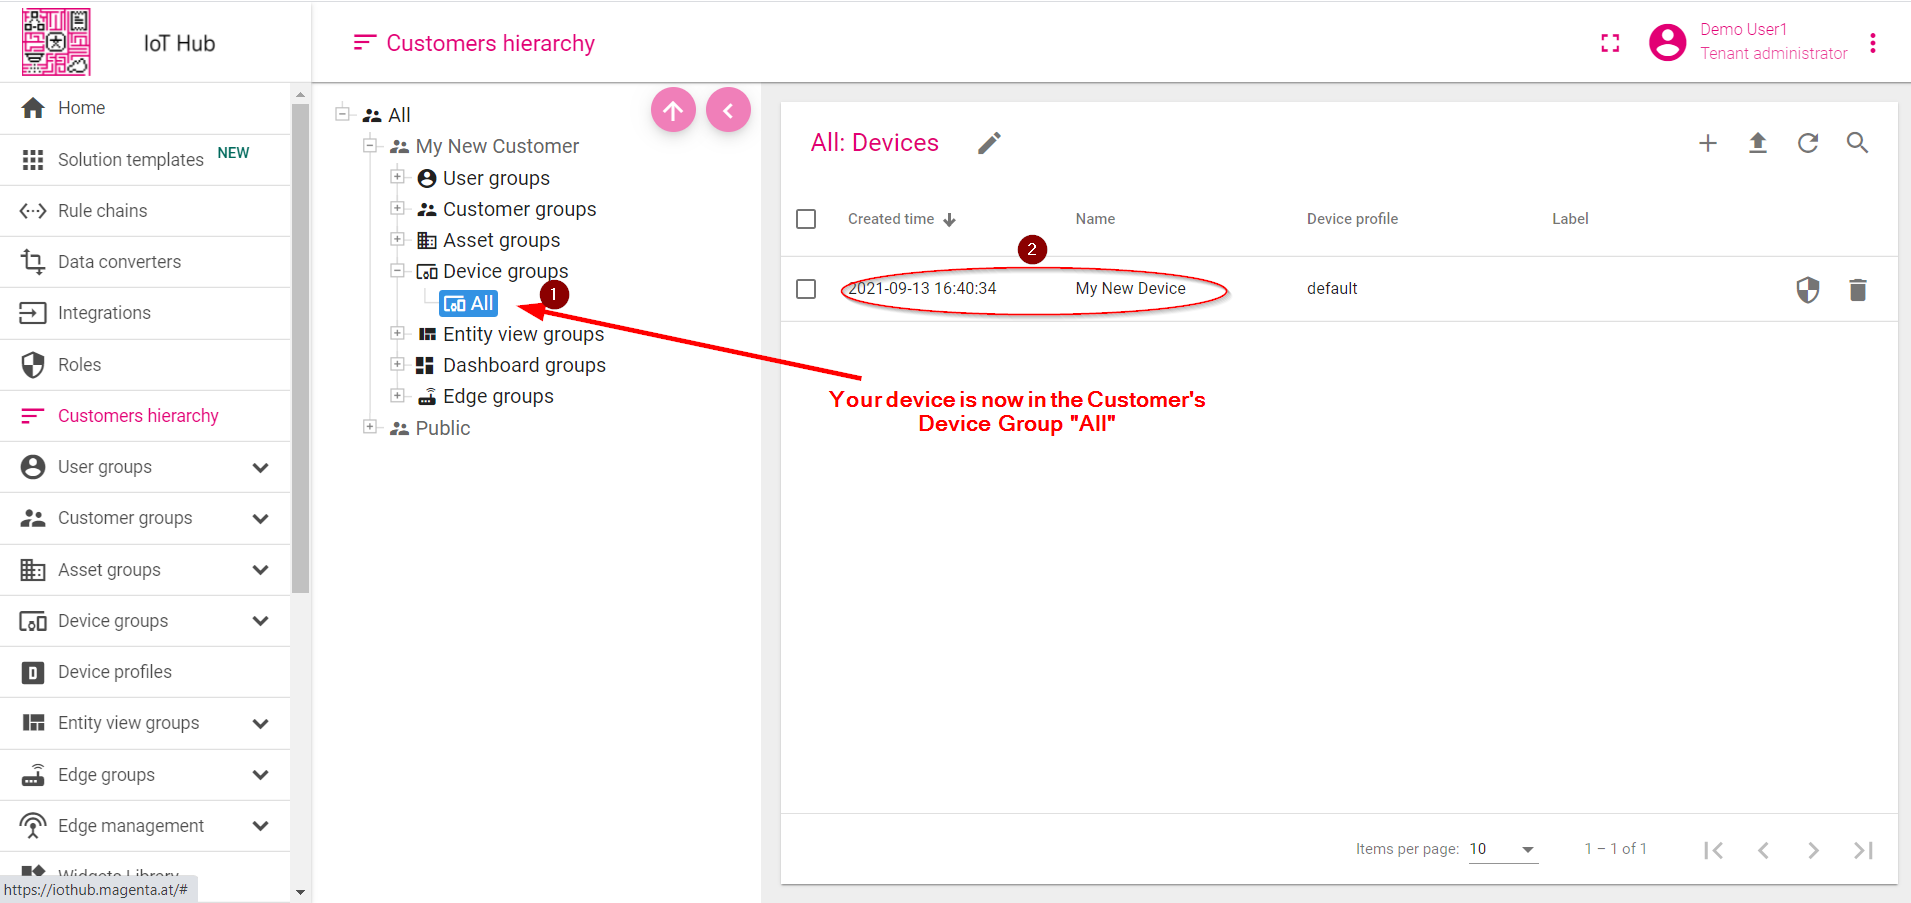 IoT Hub
Customers hierarchy
Demo User1
Tenant administrator
Home
Solution templates NEW
Rule chains
Data converters
Integrations
Roles
Customers hierarchy
User groups
Customer groups
Asset groups
Device groups
Device profiles
Entity view groups
Edge groups
Edge management
Widgets Library
https://iothub.magenta.at/#
All
My New Customer
User groups
Customer groups
Asset groups
Device groups
All
1
Entity view groups
Dashboard groups
Edge groups
Public
All: Devices
Created time Name Device profile Label
2
2021-09-13 16:40:34 My New Device default
Your device is now in the Customer's
Device Group "All"
Items per page: 10 1 – 1 of 1